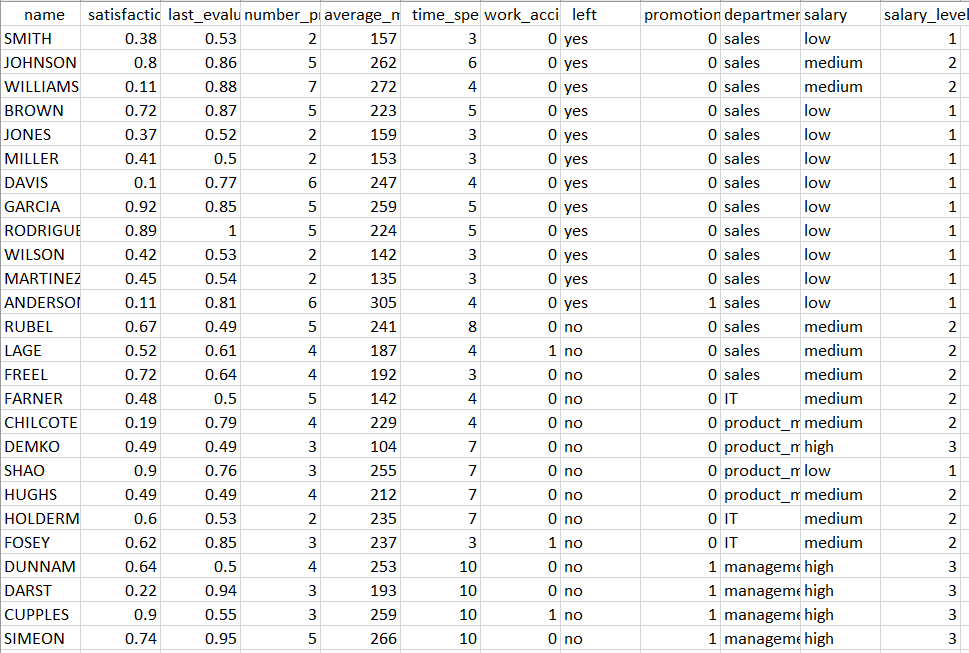 name satisfactic last_evalu number_pr average_m time_spe work_acci left promotion departmer salary salary_level
SMITH 0.38 0.53 2 157 3 0 yes 0 sales low 1
JOHNSON 0.8 0.86 5 262 6 0 yes 0 sales medium 2
WILLIAMS 0.11 0.88 7 272 4 0 yes 0 sales medium 2
BROWN 0.72 0.87 5 223 5 0 yes 0 sales low 1
JONES 0.37 0.52 2 159 3 0 yes 0 sales low 1
MILLER 0.41 0.5 2 153 3 0 yes 0 sales low 1
DAVIS 0.1 0.77 6 247 4 0 yes 0 sales low 1
GARCIA 0.92 0.85 5 259 5 0 yes 0 sales low 1
RODRIGUE 0.89 1 5 224 5 0 yes 0 sales low 1
WILSON 0.42 0.53 2 142 3 0 yes 0 sales low 1
MARTINEZ 0.45 0.54 2 135 3 0 yes 0 sales low 1
ANDERSON 0.11 0.81 6 305 4 0 yes 1 sales low 1
RUBEL 0.67 0.49 5 241 8 0 no 0 sales medium 2
LAGE 0.52 0.61 4 187 4 1 no 0 sales medium 2
FREEL 0.72 0.64 4 192 3 0 no 0 sales medium 2
FARNER 0.48 0.5 5 142 4 0 no 0 IT medium 2
CHILCOTE 0.19 0.79 4 229 4 0 no 0 product_m medium 2
DEMKO 0.49 0.49 3 104 7 0 no 0 product_m high 3
SHAO 0.9 0.76 3 255 7 0 no 0 product_m low 1
HUGHS 0.49 0.49 4 212 7 0 no 0 product_m medium 2
HOLDERM 0.6 0.53 2 235 7 0 no 0 IT medium 2
FOSEY 0.62 0.85 3 237 3 1 no 0 IT medium 2
DUNNAM 0.64 0.5 4 253 10 0 no 1 manageme high 3
DARST 0.22 0.94 3 193 10 0 no 1 manageme high 3
CUPPLES 0.9 0.55 3 259 10 1 no 1 manageme high 3
SIMEON 0.74 0.95 5 266 10 0 no 1 manageme high 3